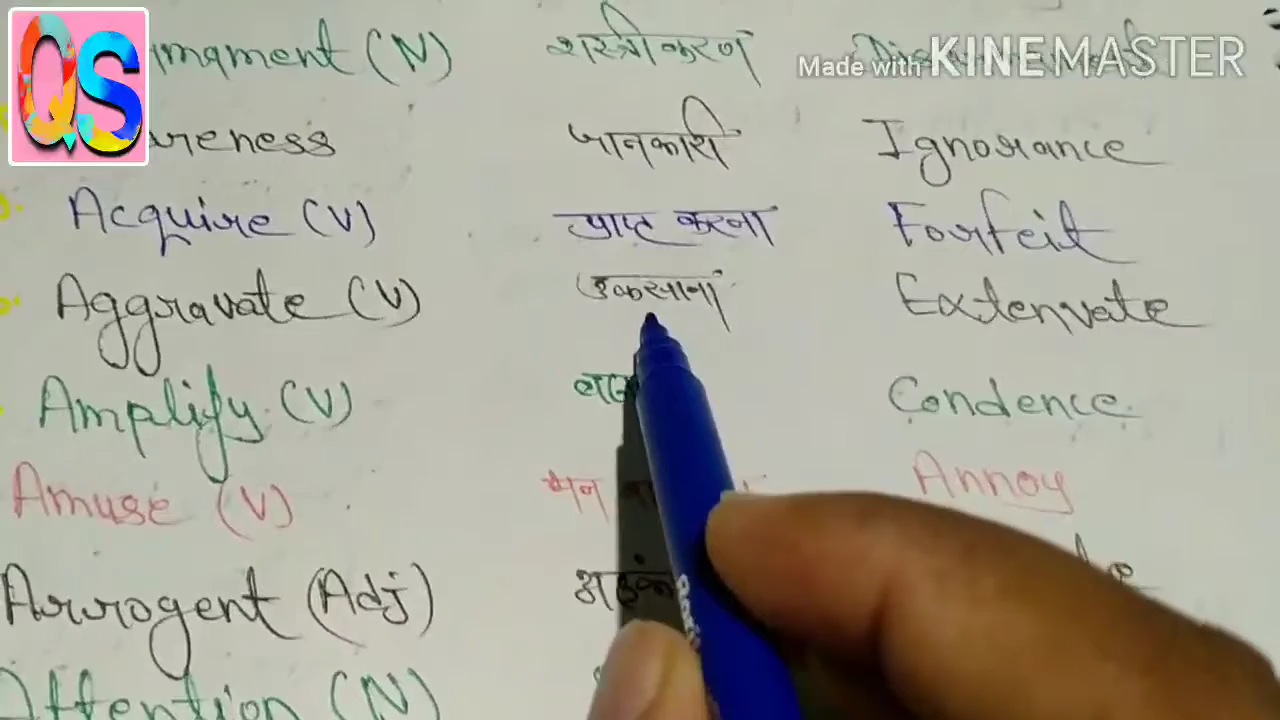 QS
Made with KINEMASTER
mament (N) शस्त्रीकरण
areness जानकारी Ignorance
Acquire (V) प्राप्त करना Forfeit
Aggravate (V) उकसाना Extenvate
Amplify (V) Condence
Amuse (V) मन Annoy
Arrogent (Adj)
Attention (N)